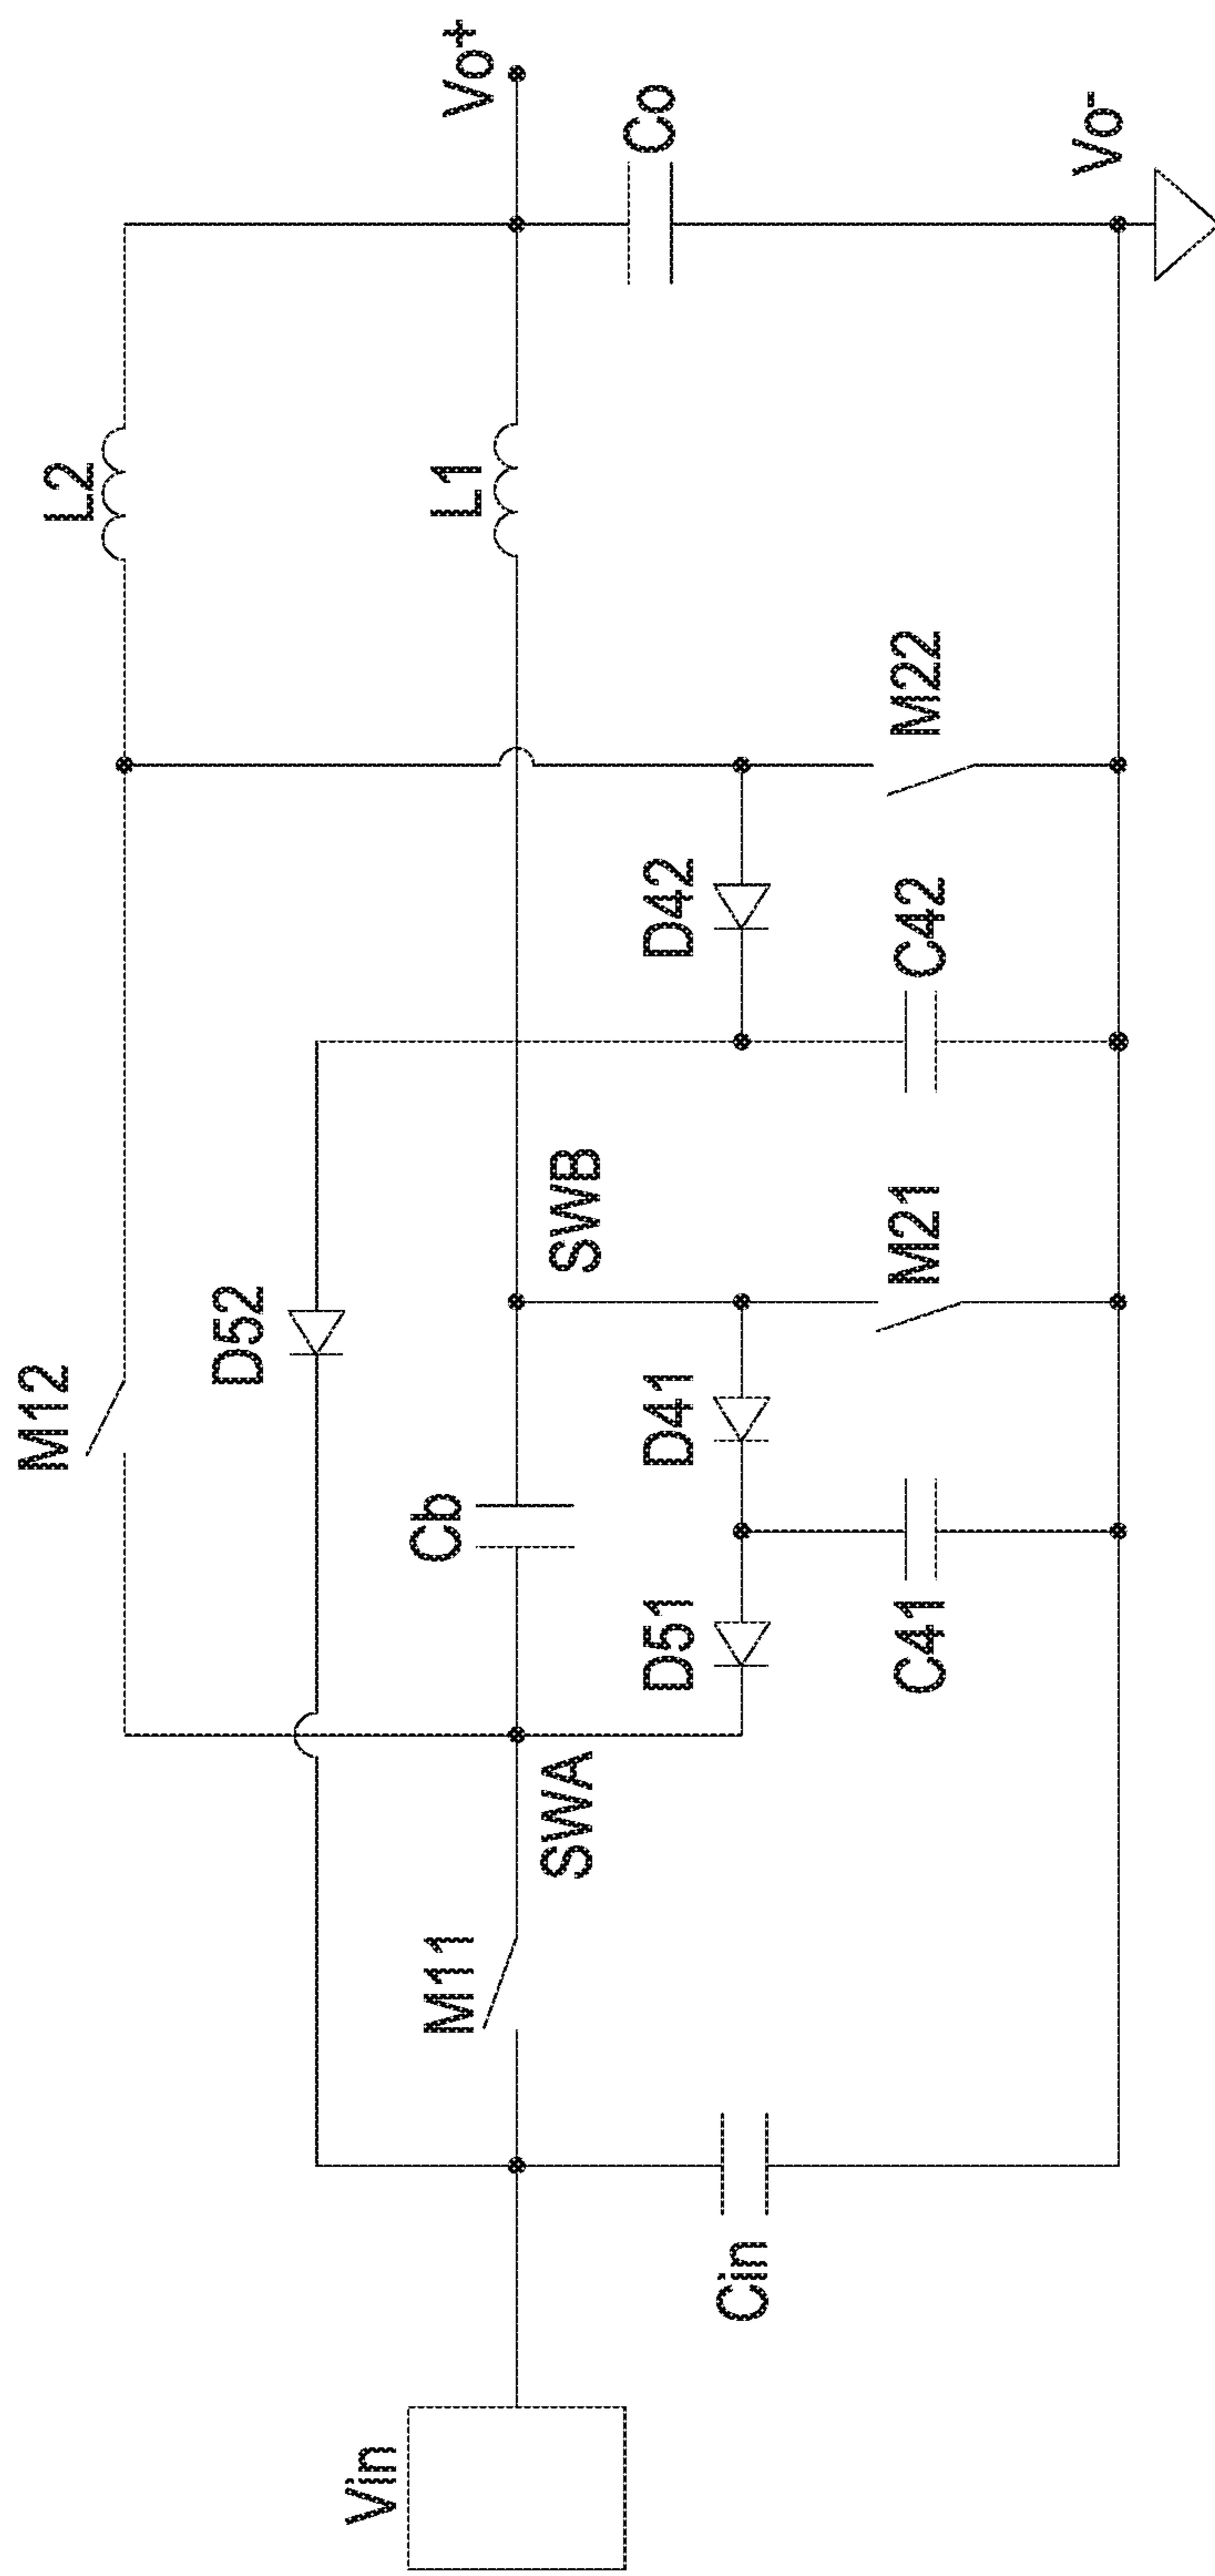 Vin
Cin
M11
SWA
M12
D52
Cb
D51
D41
C41
SWB
M21
D42
C42
M22
L2
L1
Co
Vo+
Vo-